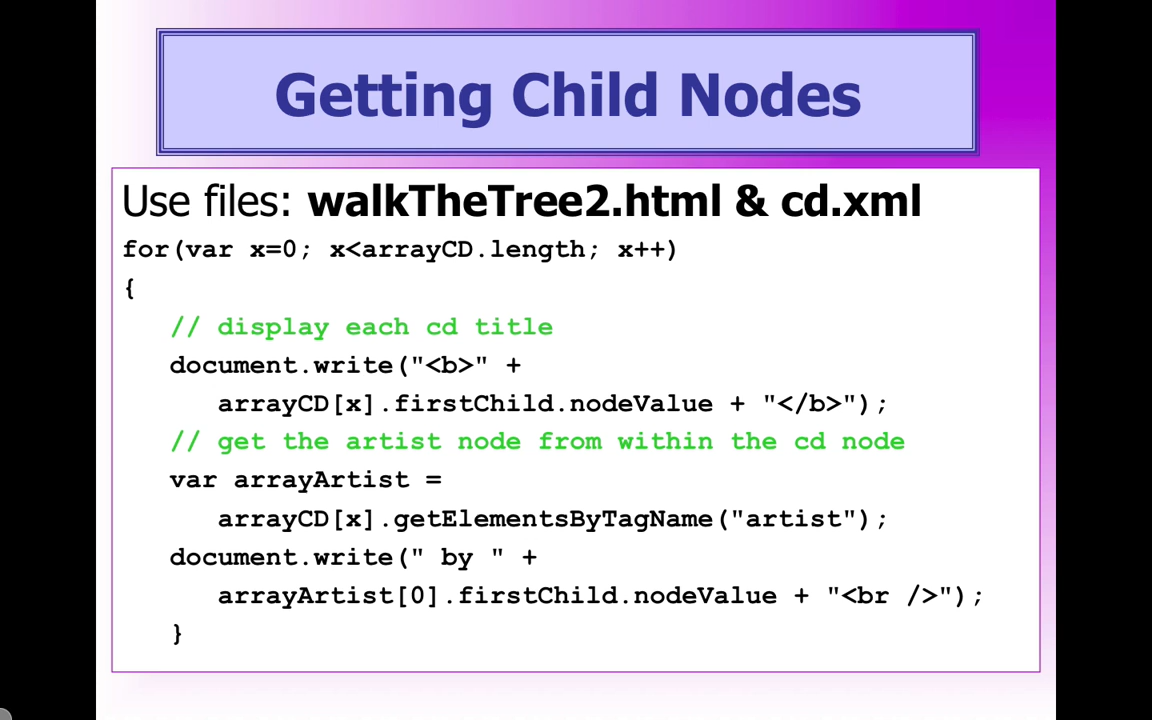 Getting Child Nodes
Use files: walkTheTree2.html & cd.xml
for(var x=0; x<arrayCD.length; x++)
{
// display each cd title
document.write("<b>" +
arrayCD[x].firstChild.nodeValue + "</b>");
// get the artist node from within the cd node
var arrayArtist =
arrayCD[x].getElementsByTagName("artist");
document.write(" by " +
arrayArtist[0].firstChild.nodeValue + "<br />");
}